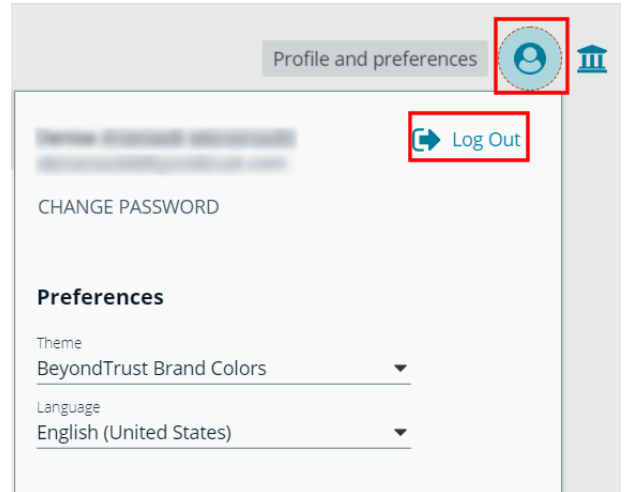 Profile and preferences
Log Out
CHANGE PASSWORD
Preferences
Theme
BeyondTrust Brand Colors
Language
English (United States)